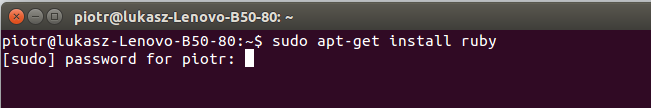 piotr@lukasz-Lenovo-B50-80: ~
piotr@lukasz-Lenovo-B50-80:~$ sudo apt-get install ruby
[sudo] password for piotr: